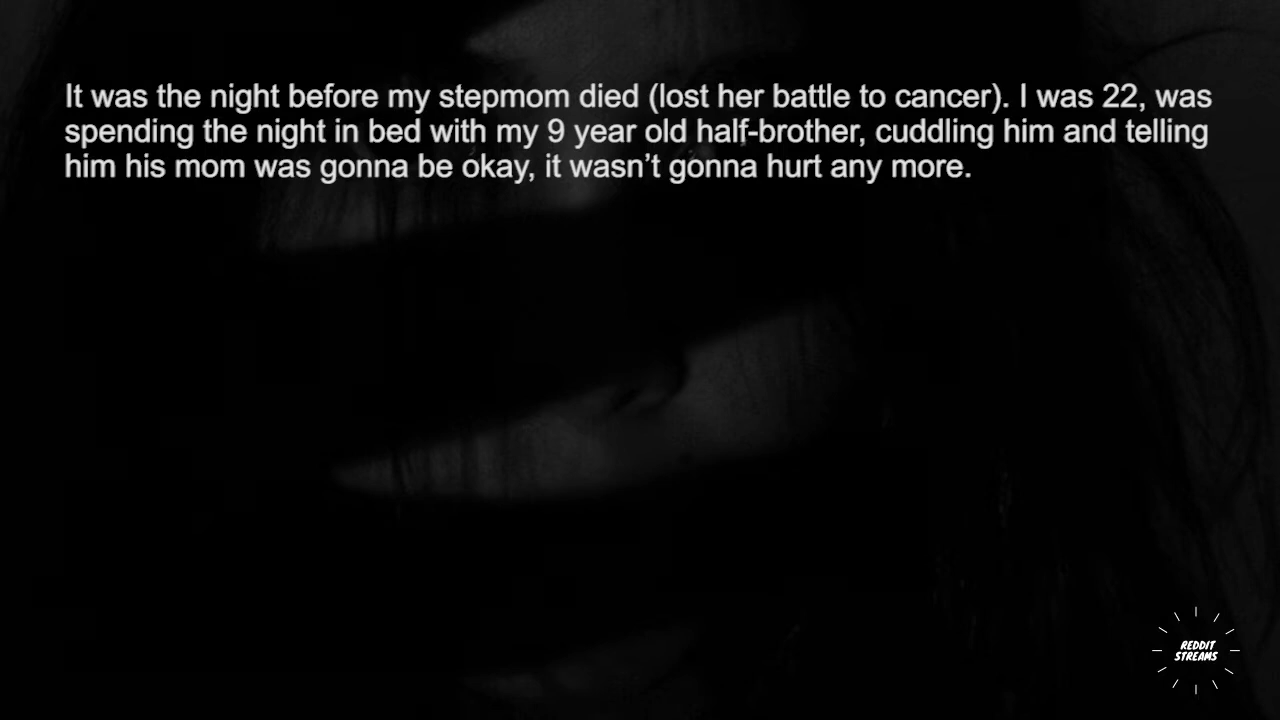 It was the night before my stepmom died (lost her battle to cancer). I was 22, was
spending the night in bed with my 9 year old half-brother, cuddling him and telling
him his mom was gonna be okay, it wasn’t gonna hurt any more.
REDDIT
STREAMS